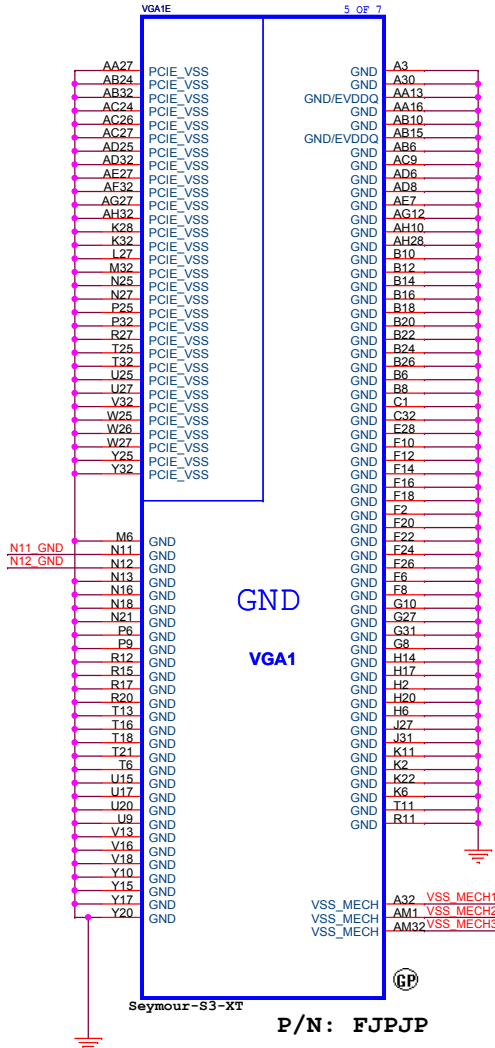 VGA1E 5 OF 7
AA27 PCIE_VSS GND A3
AB24 PCIE_VSS GND A30
AB32 PCIE_VSS GND/EVDDQ AA13
AC24 PCIE_VSS GND AA16
AC26 PCIE_VSS GND AB10
AC27 PCIE_VSS GND/EVDDQ AB15
AD25 PCIE_VSS GND AB6
AD32 PCIE_VSS GND AC9
AE27 PCIE_VSS GND AD6
AF32 PCIE_VSS GND AD8
AG27 PCIE_VSS GND AE7
AH32 PCIE_VSS GND AG12
K28 PCIE_VSS GND AH10
K32 PCIE_VSS GND AH28
L27 PCIE_VSS GND B10
M32 PCIE_VSS GND B12
N25 PCIE_VSS GND B14
N27 PCIE_VSS GND B16
P25 PCIE_VSS GND B18
P32 PCIE_VSS GND B20
R27 PCIE_VSS GND B22
T25 PCIE_VSS GND B24
T32 PCIE_VSS GND B26
U25 PCIE_VSS GND B6
U27 PCIE_VSS GND B8
V32 PCIE_VSS GND C1
W25 PCIE_VSS GND C32
W26 PCIE_VSS GND E28
W27 PCIE_VSS GND F10
Y25 PCIE_VSS GND F12
Y32 PCIE_VSS GND F14
GND F16
GND F18
GND F2
GND F20
M6 GND GND F22
N11_GND N11 GND GND F24
N12_GND N12 GND GND F26
N13 GND GND F6
N16 GND GND F8
N18 GND GND G10
N21 GND GND G27
P6 GND GND G31
P9 GND GND G8
R12 GND GND H14
R15 GND GND H17
R17 GND GND H2
R20 GND GND H20
T13 GND GND H6
T16 GND GND J27
T18 GND GND J31
T21 GND GND K11
T6 GND GND K2
U15 GND GND K22
U17 GND GND K6
U20 GND GND T11
U9 GND GND R11
V13 GND
V16 GND
V18 GND
Y10 GND
Y15 GND
Y17 GND VSS_MECH A32 VSS_MECH1
Y20 GND VSS_MECH AM1 VSS_MECH2
VSS_MECH AM32 VSS_MECH3
GND
VGA1
GP
Seymour-S3-XT
P/N: FJPJP